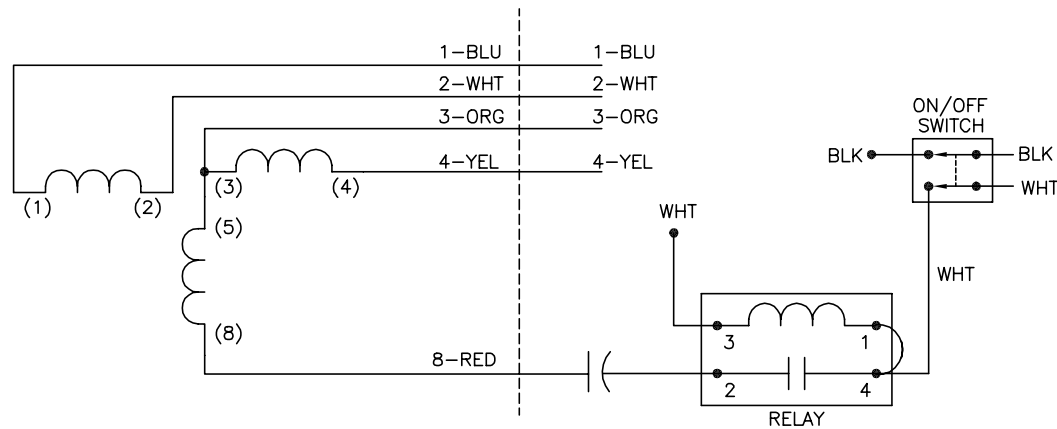 1-BLU 1-BLU
2-WHT 2-WHT
3-ORG 3-ORG
4-YEL 4-YEL
ON/OFF
SWITCH
BLK BLK
WHT
(3) (4)
(1) (2)
(5)
WHT
WHT
(8)
3 1
8-RED
2 4
RELAY